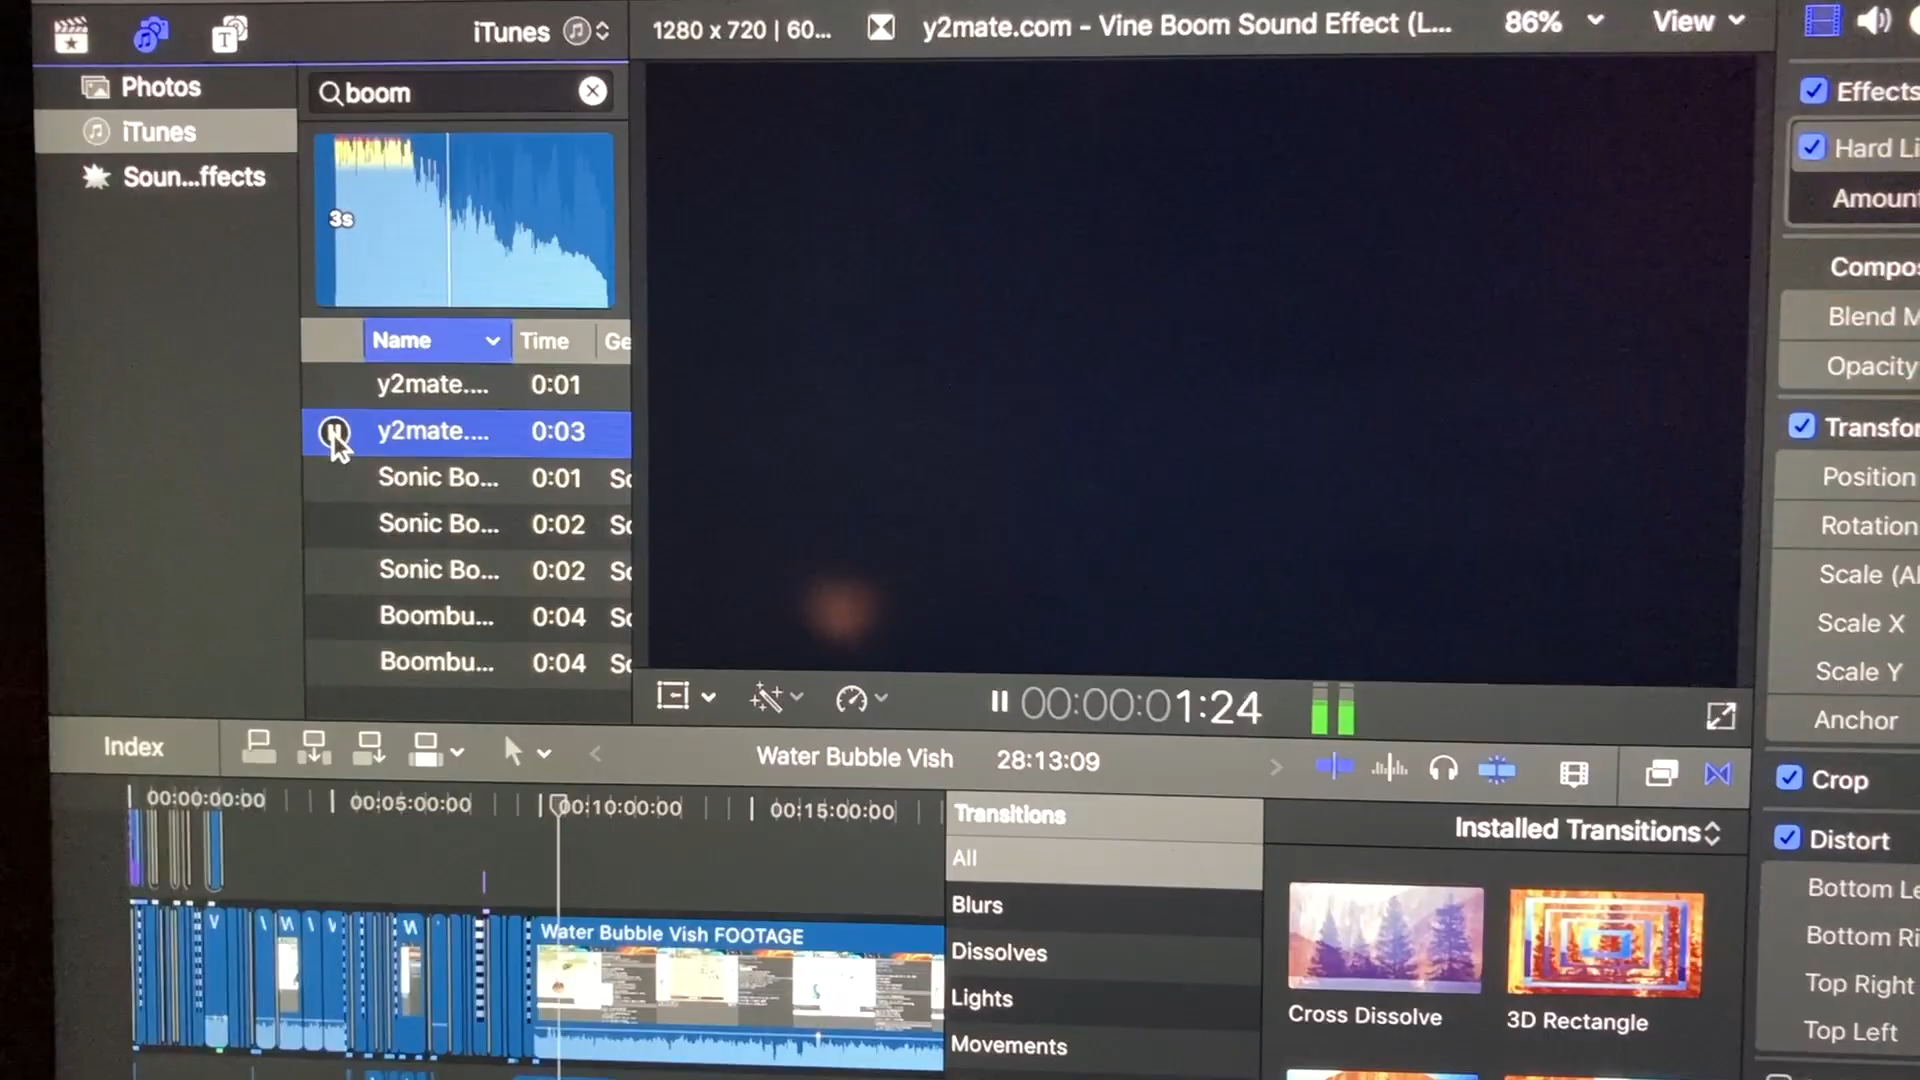 iTunes
1280 x 720 | 60...
y2mate.com - Vine Boom Sound Effect (L...
86%
View
Photos
iTunes
Soun...ffects
boom
3s
Name Time Ge
y2mate.... 0:01
y2mate.... 0:03
Sonic Bo... 0:01 So
Sonic Bo... 0:02 So
Sonic Bo... 0:02 So
Boombu... 0:04 So
Boombu... 0:04 So
00:00:01:24
Effects
Hard Li
Amount
Compos
Blend M
Opacity
Transfor
Position
Rotation
Scale (Al
Scale X
Scale Y
Anchor
Crop
Distort
Bottom Le
Bottom Ri
Top Right
Top Left
Index
Water Bubble Vish 28:13:09
00:00:00:00 00:05:00:00 00:10:00:00 00:15:00:00
Water Bubble Vish FOOTAGE
Transitions
All
Blurs
Dissolves
Lights
Movements
Installed Transitions
Cross Dissolve
3D Rectangle